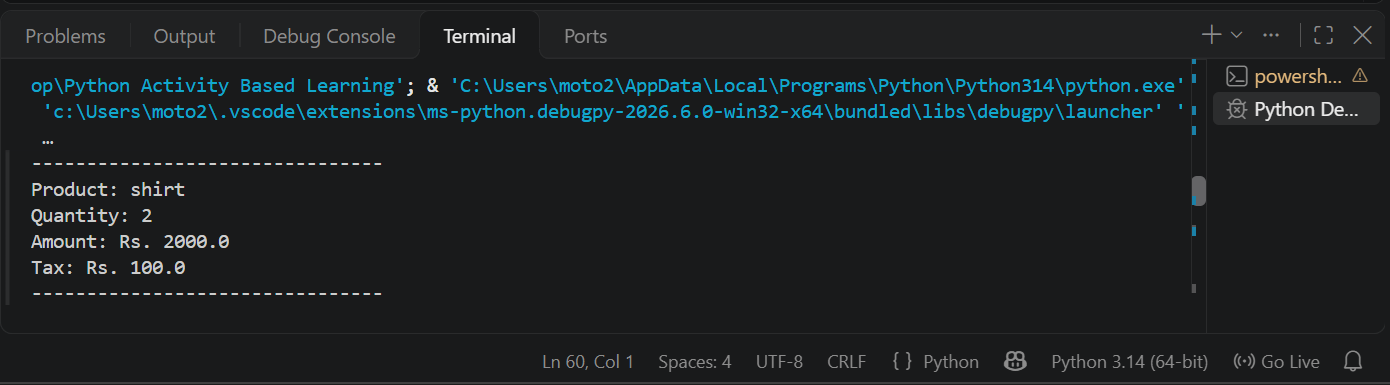 Problems Output Debug Console Terminal Ports
op\Python Activity Based Learning'; & 'C:\Users\moto2\AppData\Local\Programs\Python\Python314\python.exe'
'c:\Users\moto2\.vscode\extensions\ms-python.debugpy-2026.6.0-win32-x64\bundled\libs\debugpy\launcher' '
…
--------------------------------
Product: shirt
Quantity: 2
Amount: Rs. 2000.0
Tax: Rs. 100.0
--------------------------------
powersh...
Python De...
Ln 60, Col 1 Spaces: 4 UTF-8 CRLF { } Python Python 3.14 (64-bit) Go Live